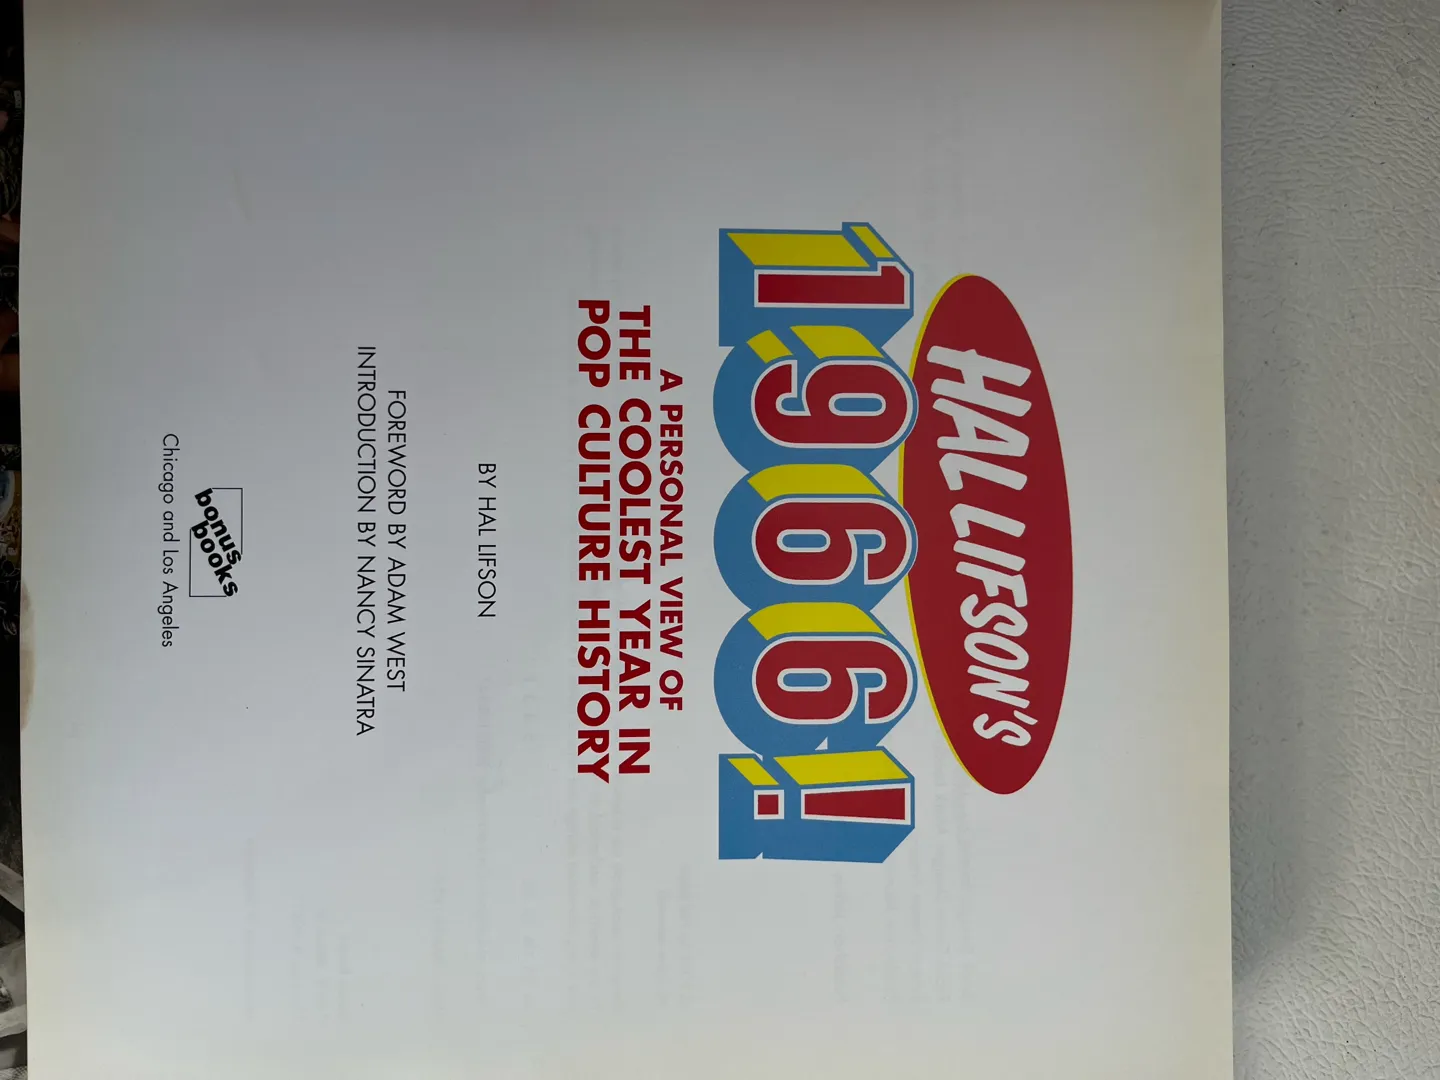 HAL LIFSON'S
1966!
A PERSONAL VIEW OF
THE COOLEST YEAR IN
POP CULTURE HISTORY
BY HAL LIFSON
FOREWORD BY ADAM WEST
INTRODUCTION BY NANCY SINATRA
bonus
books
Chicago and Los Angeles